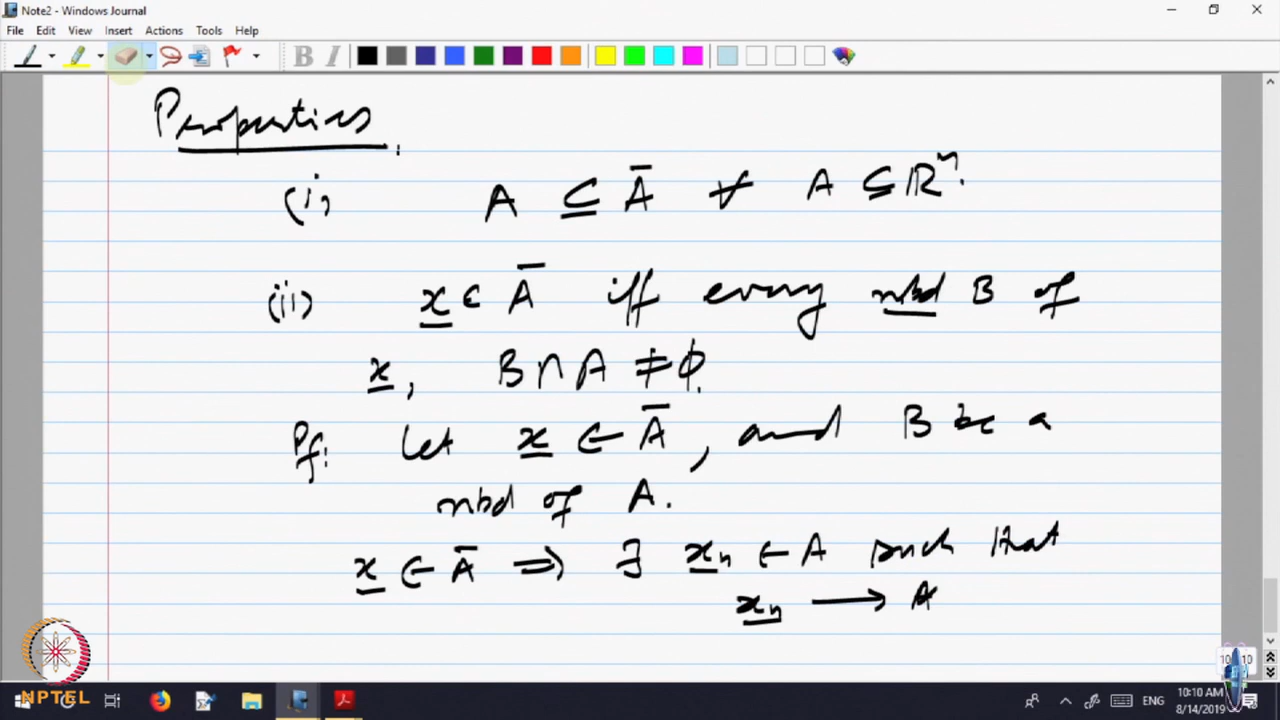 Note2 - Windows Journal
File Edit View Insert Actions Tools Help
B I
Properties.
(i) A ⊆ Ā ∀ A ⊆ ℝⁿ.
(ii) x ∈ Ā iff every nbd B of
x, B ∩ A ≠ ϕ.
Pf: Let x ∈ Ā, and B be a
nbd of A.
x ∈ Ā ⇒ ∃ xₙ ∈ A such that
xₙ ⟶ A
NPTEL
ENG
10:10 AM
8/14/2019